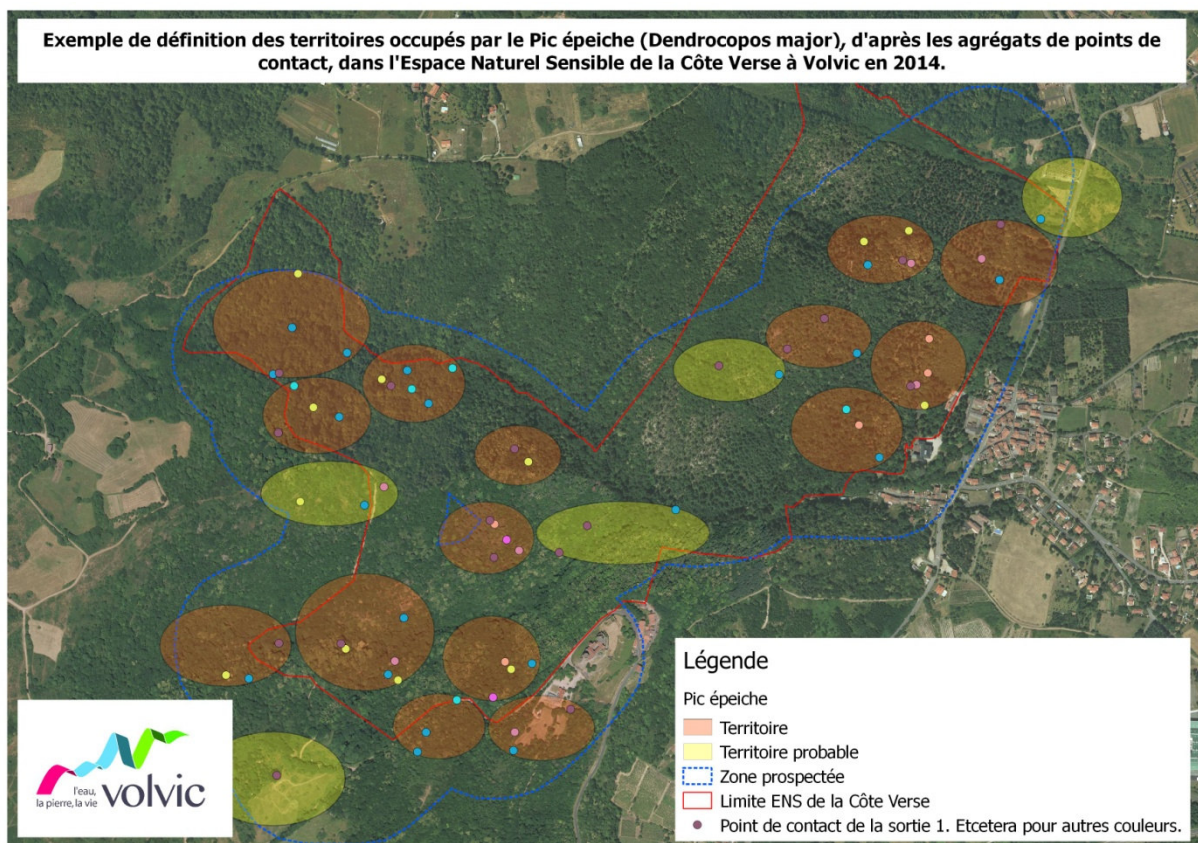 Exemple de définition des territoires occupés par le Pic épeiche (Dendrocopos major), d'après les agrégats de points de
contact, dans l'Espace Naturel Sensible de la Côte Verse à Volvic en 2014.
Légende
Pic épeiche
Territoire
Territoire probable
Zone prospectée
Limite ENS de la Côte Verse
Point de contact de la sortie 1. Etcetera pour autres couleurs.
l'eau,
la pierre, la vie volvic